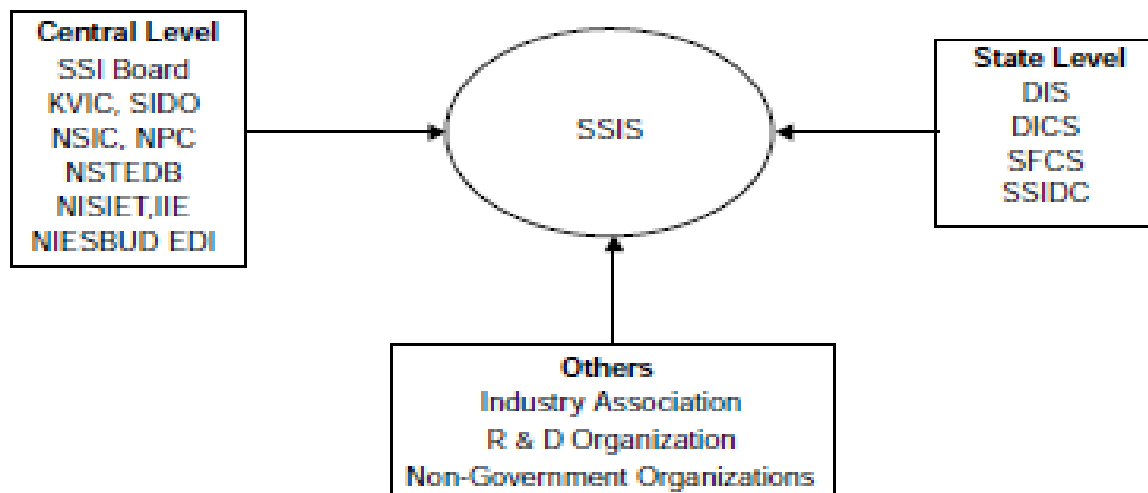 Central Level
SSI Board
KVIC, SIDO
NSIC, NPC
NSTEDB
NISIET,IIE
NIESBUD EDI
SSIS
State Level
DIS
DICS
SFCS
SSIDC
Others
Industry Association
R & D Organization
Non-Government Organizations